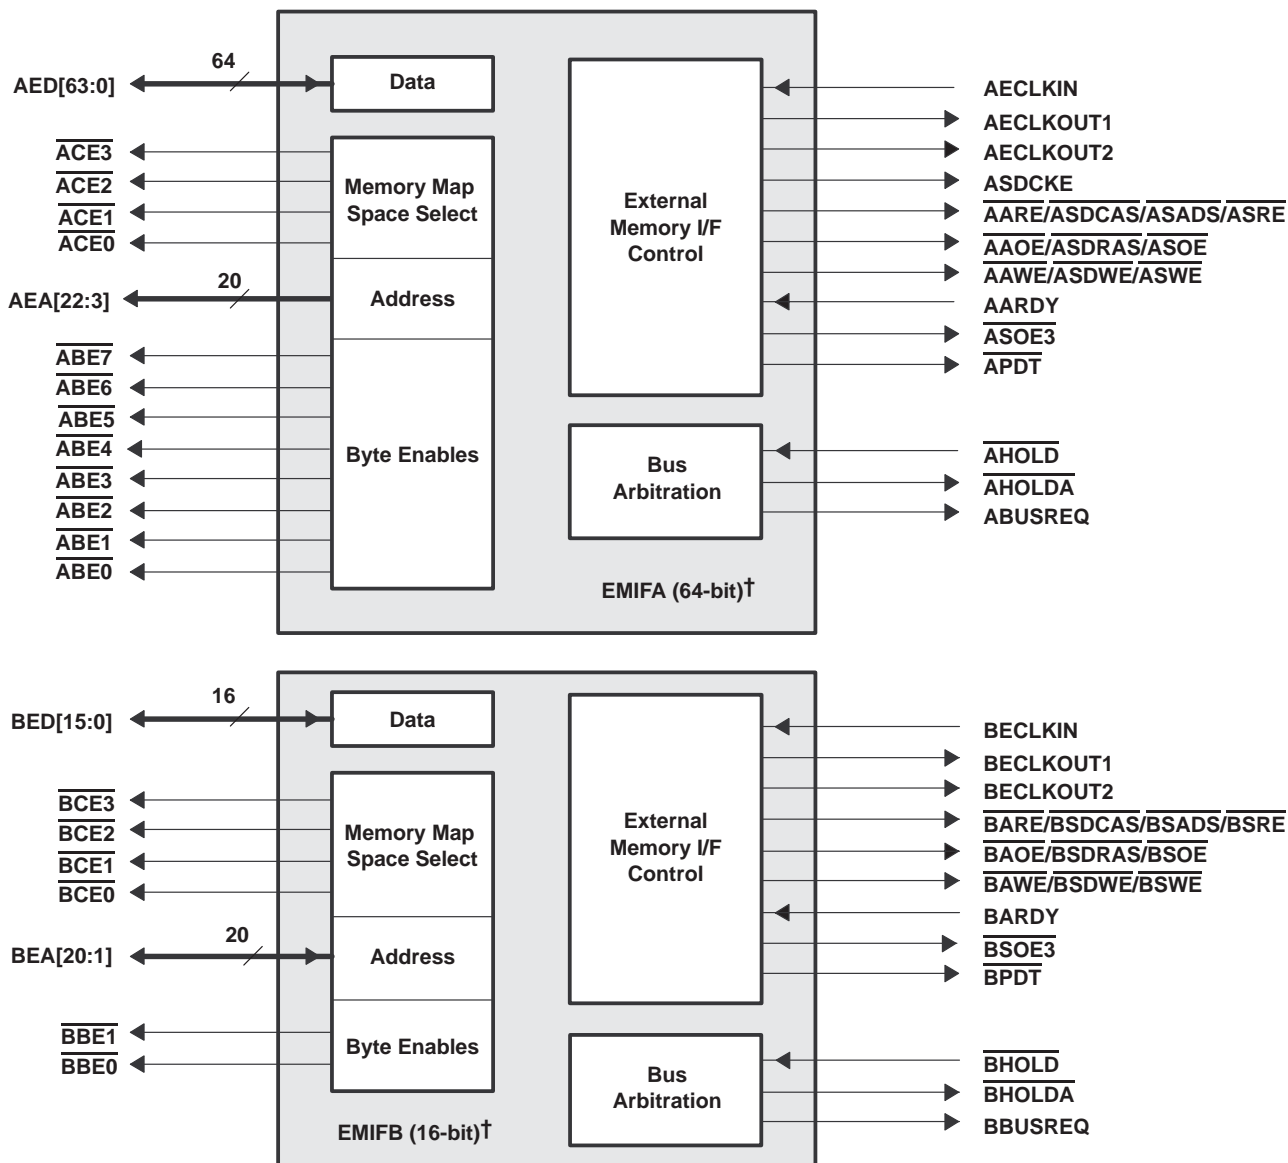 64
AED[63:0]
Data
ACE3
ACE2
ACE1
ACE0
Memory Map
Space Select
20
AEA[22:3]
Address
ABE7
ABE6
ABE5
ABE4
ABE3
ABE2
ABE1
ABE0
Byte Enables
External
Memory I/F
Control
AECLKIN
AECLKOUT1
AECLKOUT2
ASDCKE
AARE/ASDCAS/ASADS/ASRE
AAOE/ASDRAS/ASOE
AAWE/ASDWE/ASWE
AARDY
ASOE3
APDT
Bus
Arbitration
AHOLD
AHOLDA
ABUSREQ
EMIFA (64-bit)†
16
BED[15:0]
Data
BCE3
BCE2
BCE1
BCE0
Memory Map
Space Select
20
BEA[20:1]
Address
BBE1
BBE0
Byte Enables
External
Memory I/F
Control
BECLKIN
BECLKOUT1
BECLKOUT2
BARE/BSDCAS/BSADS/BSRE
BAOE/BSDRAS/BSOE
BAWE/BSDWE/BSWE
BARDY
BSOE3
BPDT
Bus
Arbitration
BHOLD
BHOLDA
BBUSREQ
EMIFB (16-bit)†